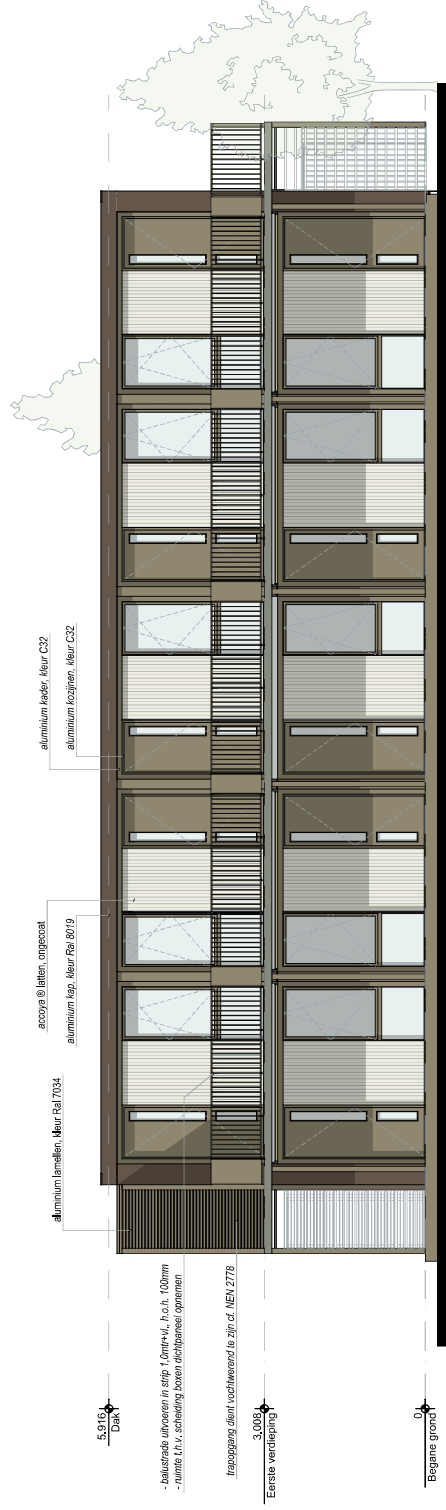 aluminium lamellen, kleur Ral 7034
accoya ® latten, ongecoat
aluminium kap, kleur Ral 8019
aluminium kader, kleur C32
aluminium kozijnen, kleur C32
- balustrade uitvoeren in strip 1,0mtr+vl., h.o.h. 100mm
- ruimte t.h.v. scheiding boxen dichtpaneel opnemen
trapopgang dient vochtwerend te zijn cf. NEN 2778
5.916
Dak
3.008
Eerste verdieping
0
Begane grond